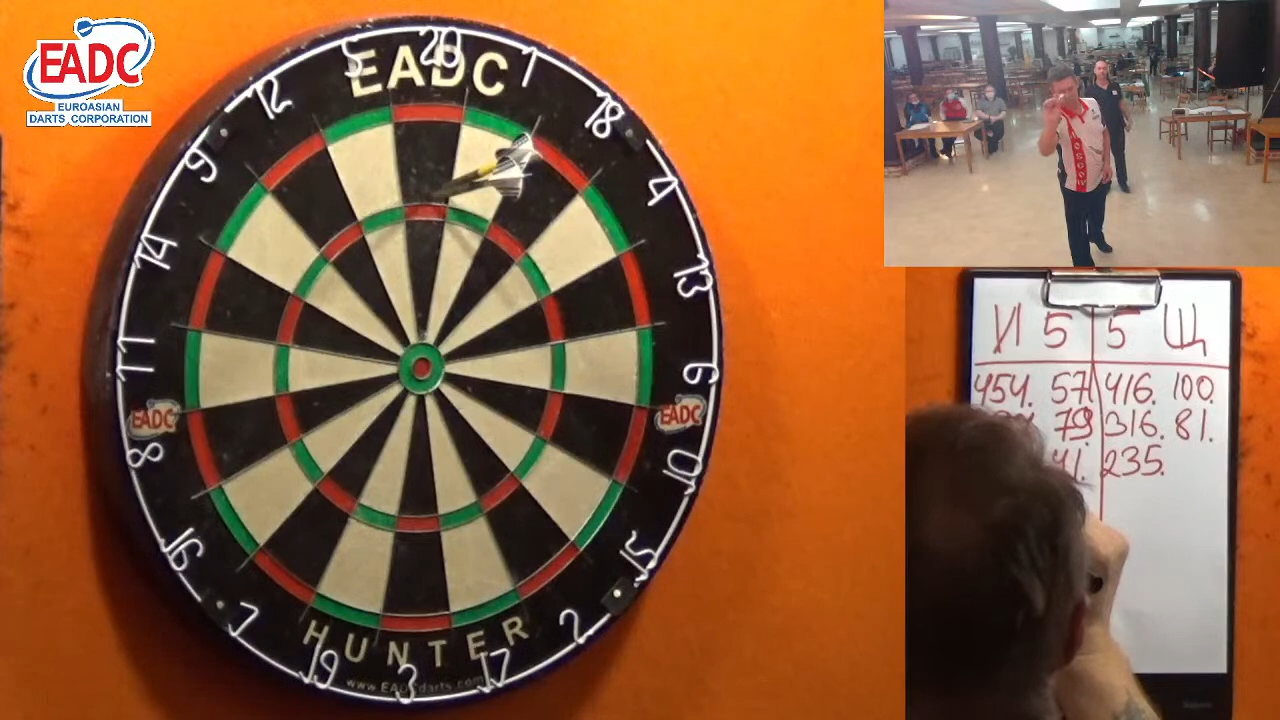 EADC
EUROASIAN
DARTS CORPORATION
EADC
5 20 1
12 18
9 4
14 13
11 6
EADC EADC
8 10
16 15
7 2
19 3 17
HUNTER
И 5 5 Щ
454. 57 416. 100.
79 316. 81.
41. 235.